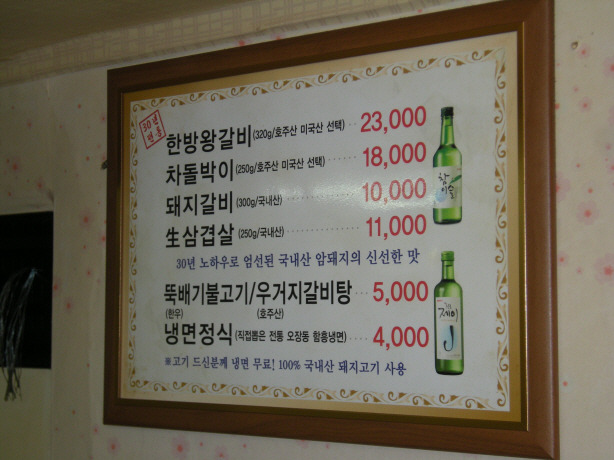 30년
전통
한방왕갈비 (320g/호주산 미국산 선택) ··· 23,000
차돌박이 (250g/호주산 미국산 선택) ······ 18,000
돼지갈비 (300g/국내산) ··············· 10,000
生삼겹살 (250g/국내산) ··············· 11,000
30년 노하우로 엄선된 국내산 암돼지의 신선한 맛
뚝배기불고기/우거지갈비탕 ··· 5,000
(한우) (호주산)
냉면정식 (직접뽑은 전통 오장동 함흥냉면) ··· 4,000
※고기 드신분께 냉면 무료! 100% 국내산 돼지고기 사용
참이슬
제이
J